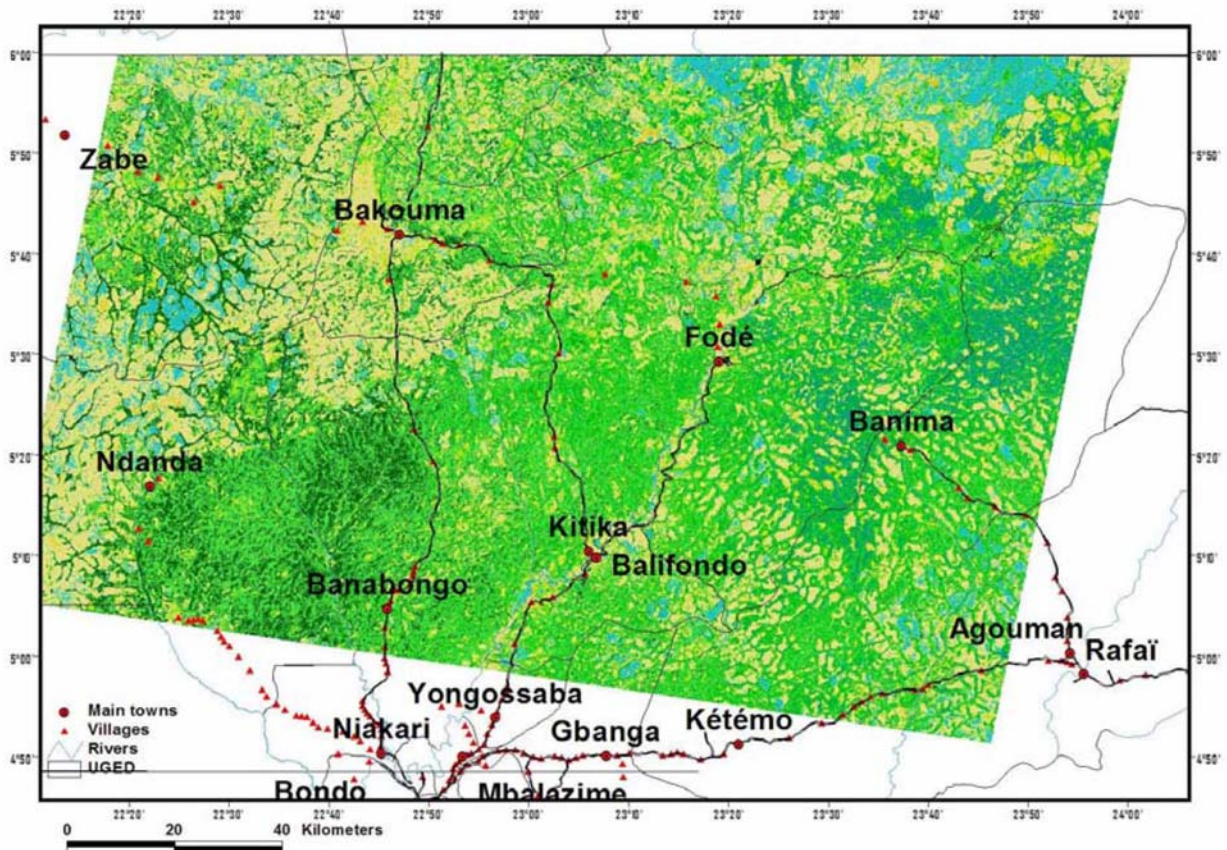 22°20' 22°30' 22°40' 22°50' 23°00' 23°10' 23°20' 23°30' 23°40' 23°50' 24°00'
6°00' 6°00'
5°50' 5°50'
Zabe
Bakouma
5°40' 5°40'
Fodé
5°30' 5°30'
Banima
5°20' 5°20'
Ndanda
Kitika
5°10' 5°10'
Balifondo
Banabongo
Agouman
Rafaï
5°00' 5°00'
Yongossaba
Main towns
Villages
Rivers
UGED
Niakari
Gbanga
Kétémo
4°50' 4°50'
Bondo
Mbalazime
22°20' 22°30' 22°40' 22°50' 23°00' 23°10' 23°20' 23°30' 23°40' 23°50' 24°00'
0 20 40 Kilometers